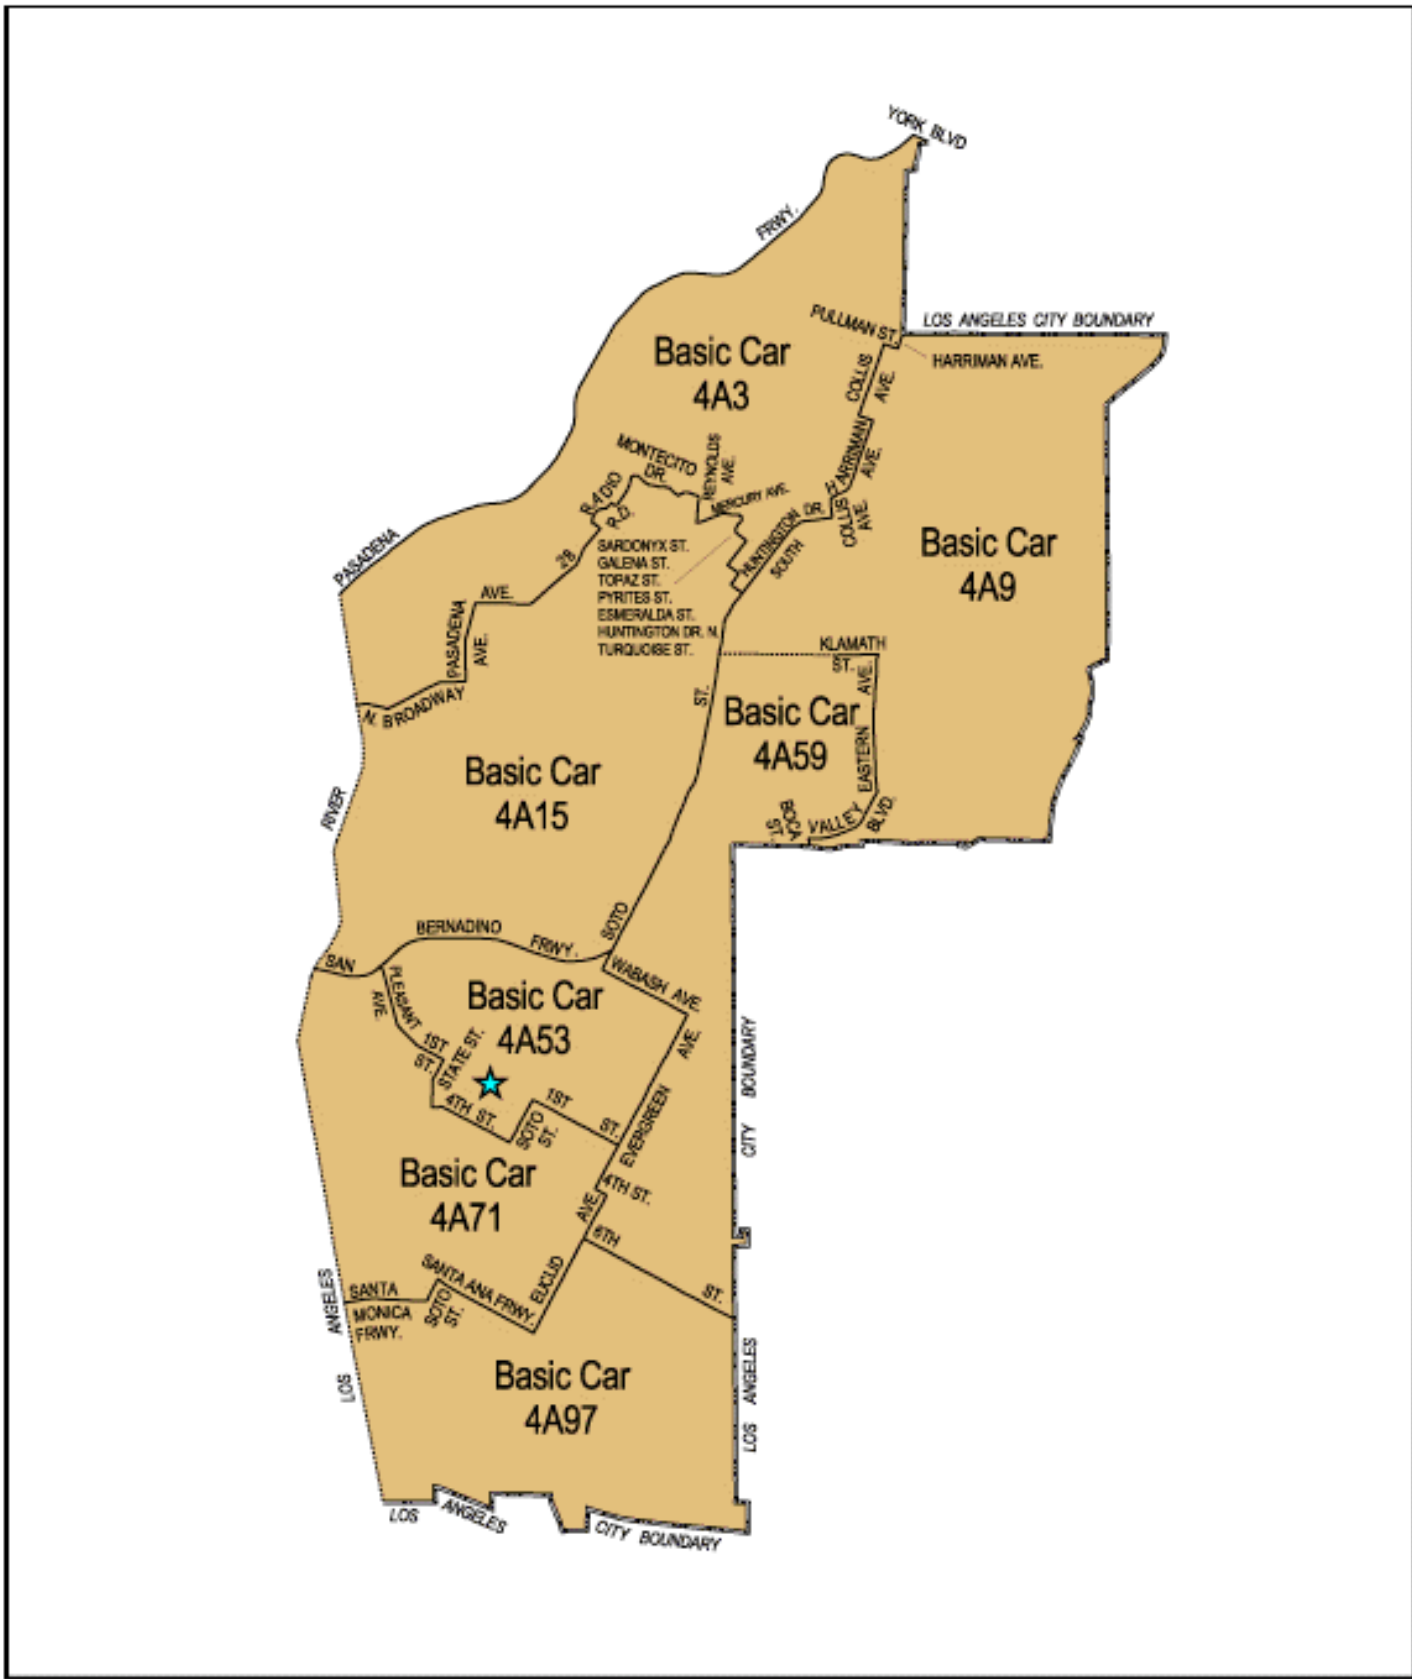 YORK BLVD
FRWY.
PULLMAN ST.
LOS ANGELES CITY BOUNDARY
HARRIMAN AVE.
Basic Car
4A3
COLLIS
AVE.
MONTECITO
DR.
REYNOLDS
AVE.
HARRIMAN
AVE.
RADIO
RD.
MERCURY AVE.
HUNTINGTON DR.
SOUTH
COLLIS
AVE.
PASADENA
28
SARDONYX ST.
GALENA ST.
TOPAZ ST.
PYRITES ST.
ESMERALDA ST.
HUNTINGTON DR. N.
TURQUOISE ST.
Basic Car
4A9
AVE.
PASADENA
AVE.
KLAMATH
ST.
N. BROADWAY
ST.
Basic Car
4A59
AVE.
EASTERN
Basic Car
4A15
RIVER
BOCA
ST.
VALLEY
BLVD.
BERNADINO
FRWY.
SOTO
SAN
WABASH AVE.
PLEASANT
AVE.
Basic Car
4A53
AVE.
1ST
ST.
STATE ST.
4TH ST.
1ST
ST.
SOTO
ST.
EVERGREEN
CITY BOUNDARY
Basic Car
4A71
4TH ST.
AVE.
6TH
ST.
EUCLID
SANTA ANA FRWY.
SANTA
MONICA
FRWY.
SOTO
ST.
LOS ANGELES
Basic Car
4A97
LOS ANGELES
LOS ANGELES CITY BOUNDARY